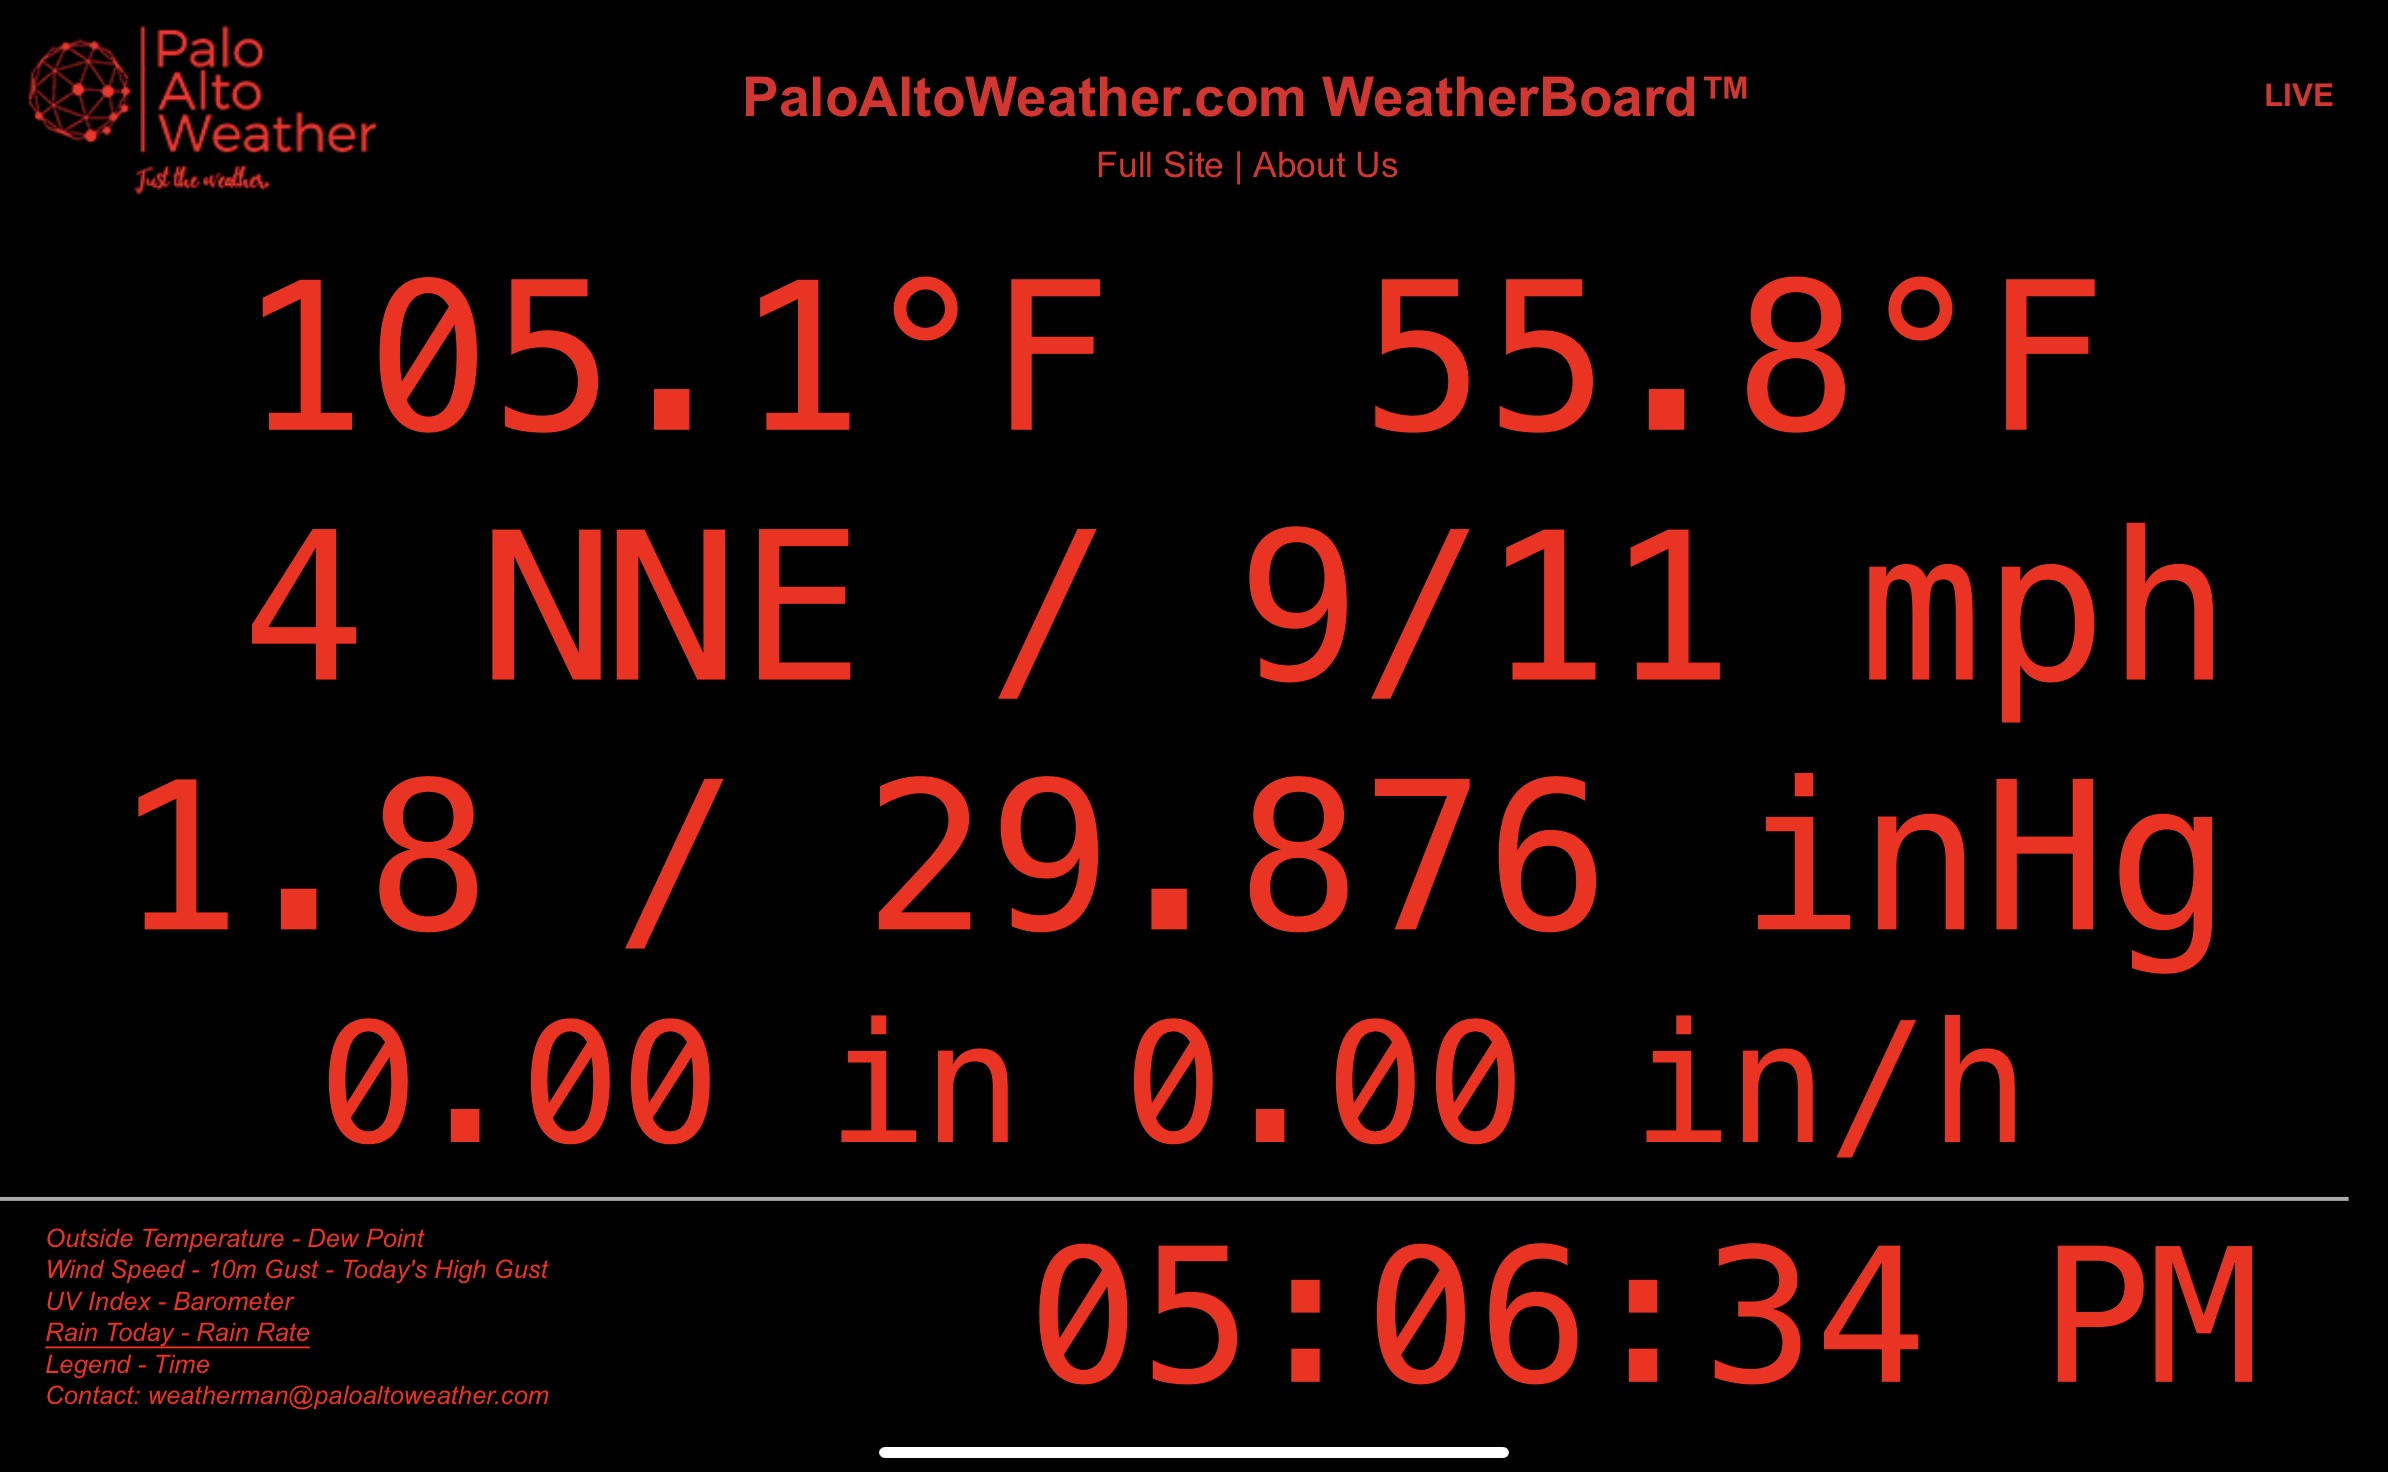 Palo
Alto
Weather
Just the weather.
PaloAltoWeather.com WeatherBoard™
Full Site | About Us
LIVE
105.1°F 55.8°F
4 NNE / 9/11 mph
1.8 / 29.876 inHg
0.00 in 0.00 in/h
Outside Temperature - Dew Point
Wind Speed - 10m Gust - Today's High Gust
UV Index - Barometer
Rain Today - Rain Rate
Legend - Time
Contact: weatherman@paloaltoweather.com
05:06:34 PM